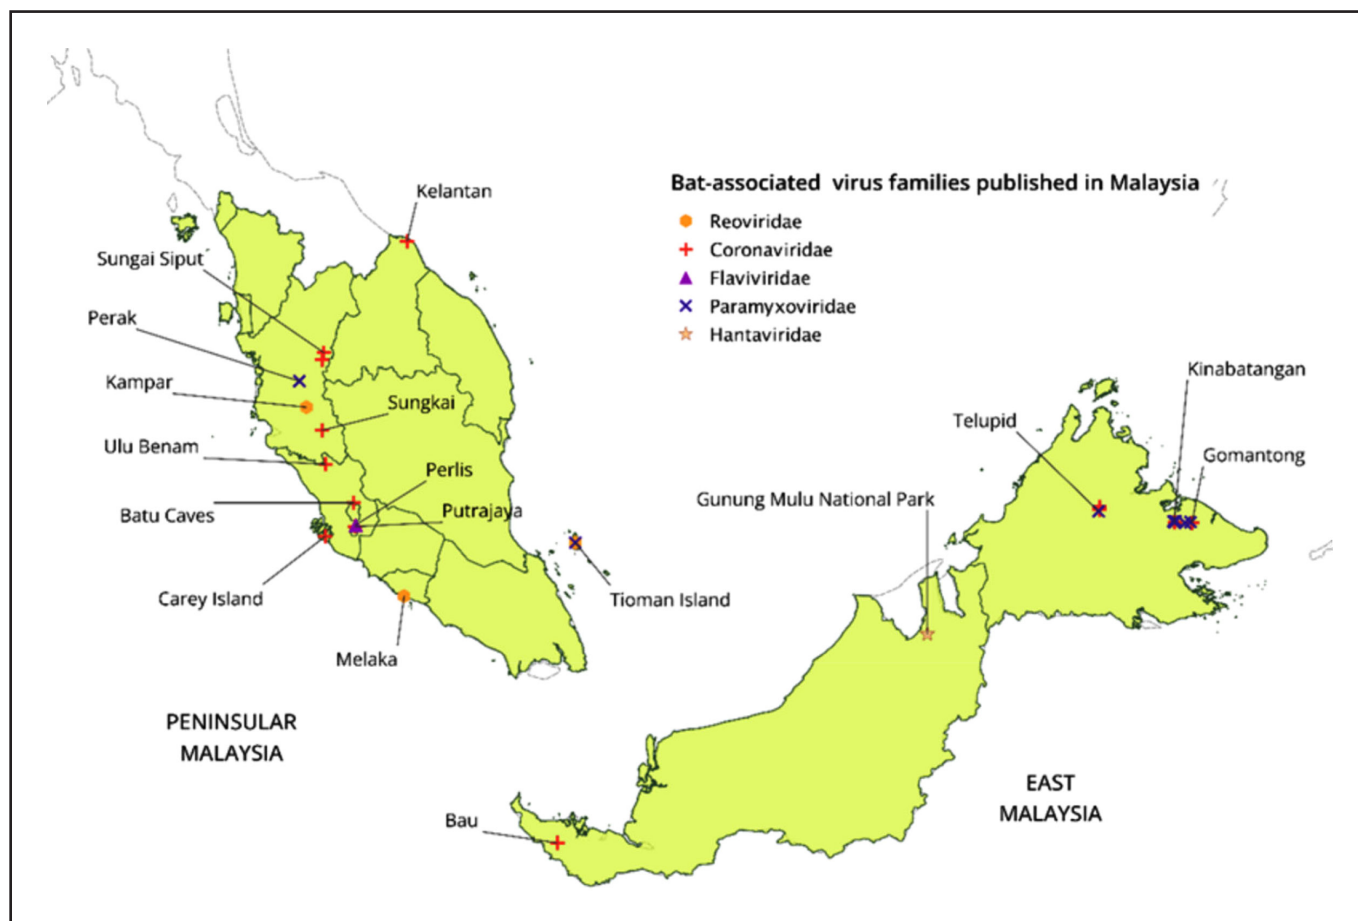 Kelantan
Bat-associated virus families published in Malaysia
Reoviridae
Coronaviridae
Flaviviridae
Paramyxoviridae
Hantaviridae
Sungai Siput
Perak
Kampar
Sungkai
Ulu Benam
Perlis
Batu Caves
Putrajaya
Carey Island
Tioman Island
Melaka
PENINSULAR
MALAYSIA
Kinabatangan
Telupid
Gomantong
Gunung Mulu National Park
Bau
EAST
MALAYSIA